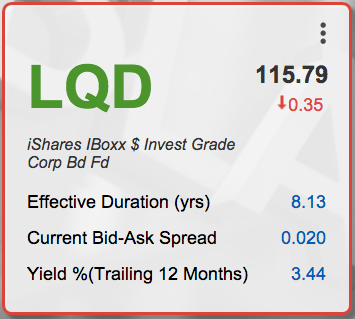 LQD
115.79
↓0.35
iShares IBoxx $ Invest Grade
Corp Bd Fd
Effective Duration (yrs) 8.13
Current Bid-Ask Spread 0.020
Yield %(Trailing 12 Months) 3.44